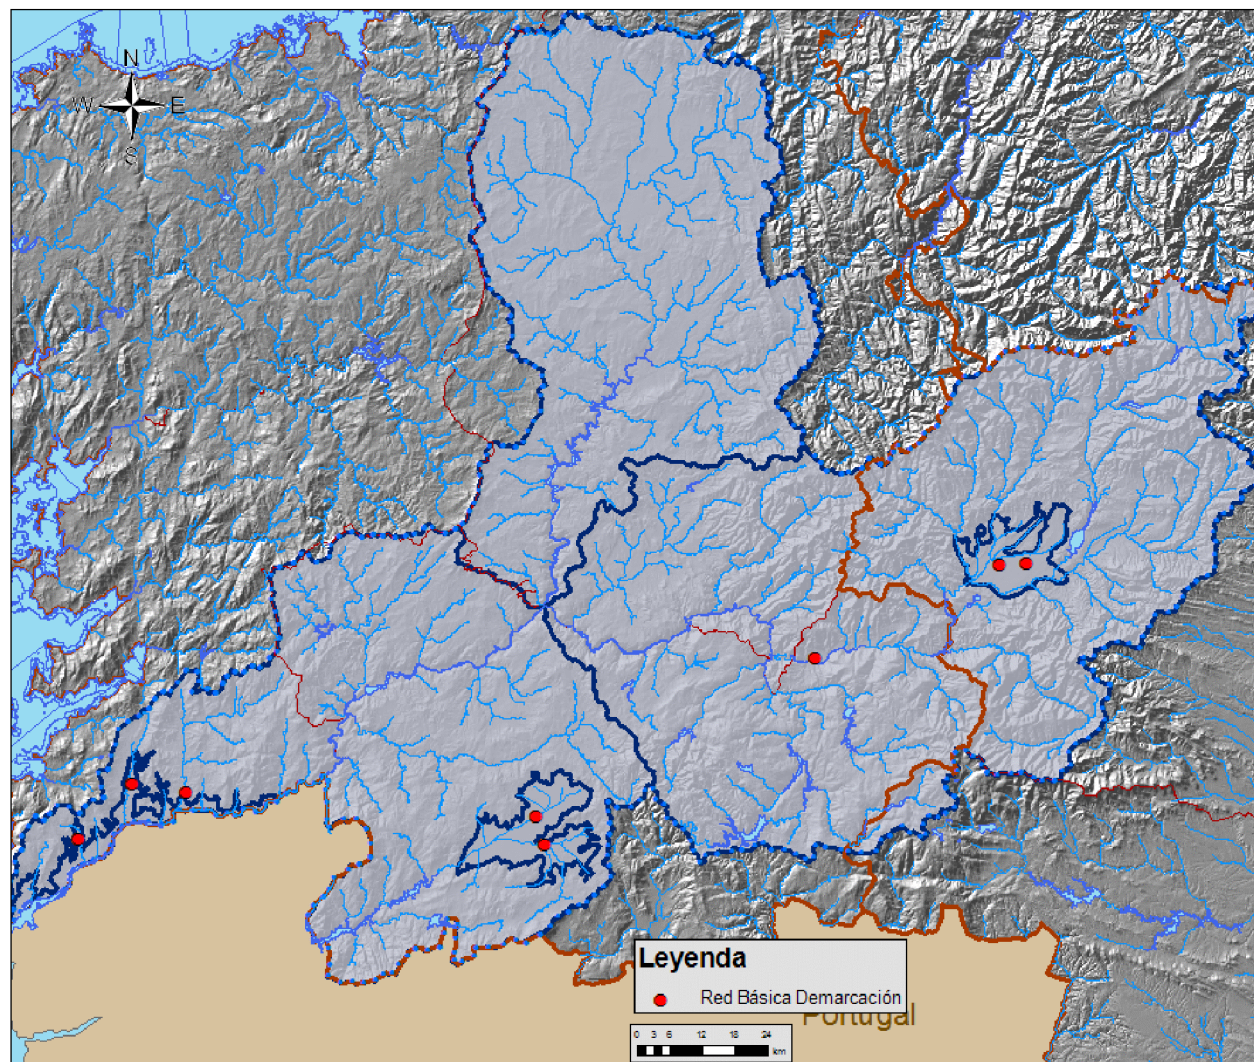 N
W E
S
Leyenda
Red Básica Demarcación
Portugal
0 3 6 12 18 24
km